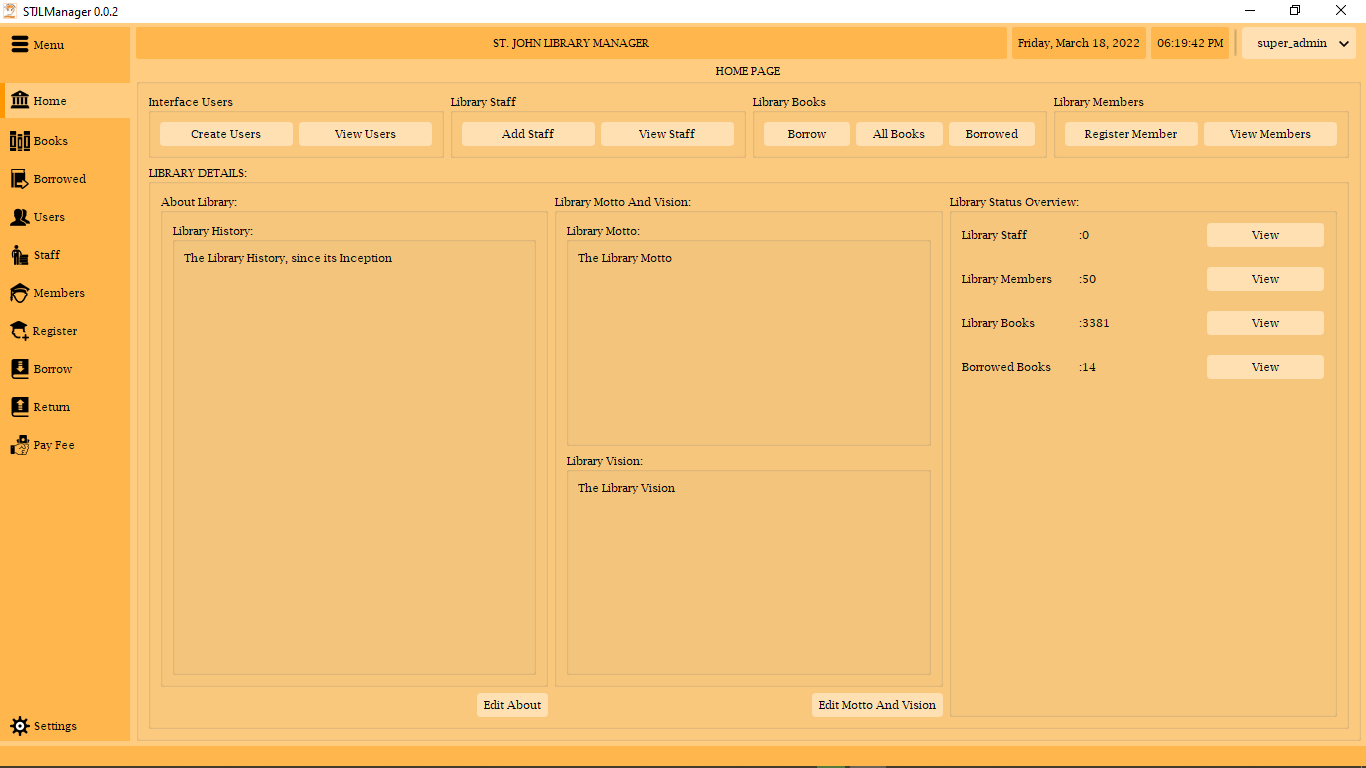 STJLManager 0.0.2
Menu
ST. JOHN LIBRARY MANAGER
Friday, March 18, 2022
06:19:42 PM
super_admin
HOME PAGE
Home
Books
Borrowed
Users
Staff
Members
Register
Borrow
Return
Pay Fee
Settings
Interface Users
Create Users
View Users
Library Staff
Add Staff
View Staff
Library Books
Borrow
All Books
Borrowed
Library Members
Register Member
View Members
LIBRARY DETAILS:
About Library:
Library History:
The Library History, since its Inception
Edit About
Library Motto And Vision:
Library Motto:
The Library Motto
Library Vision:
The Library Vision
Edit Motto And Vision
Library Status Overview:
Library Staff :0 View
Library Members :50 View
Library Books :3381 View
Borrowed Books :14 View